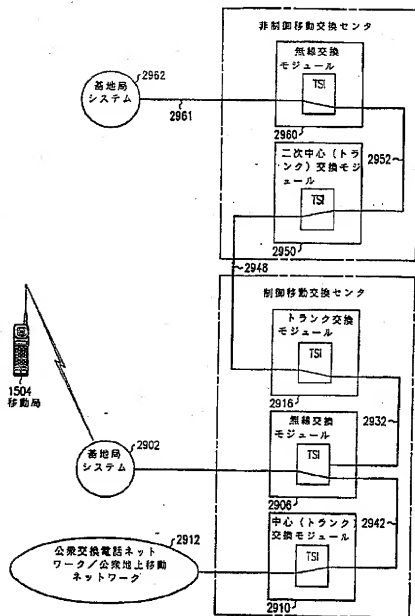 非制御移動交換センタ
無線交換
モジュール
TSI
2960
基地局
システム
2962
2961
2952
二次中心(トラ
ンク)交換モジ
ュール
TSI
2950
2948
制御移動交換センタ
トランク交換
モジュール
TSI
2916
2932
1504
移動局
基地局
システム
2902
無線交換
モジュール
TSI
2906
2942
公衆交換電話ネット
ワーク/公衆地上移動
ネットワーク
2912
中心(トランク)
交換モジュール
TSI
2910